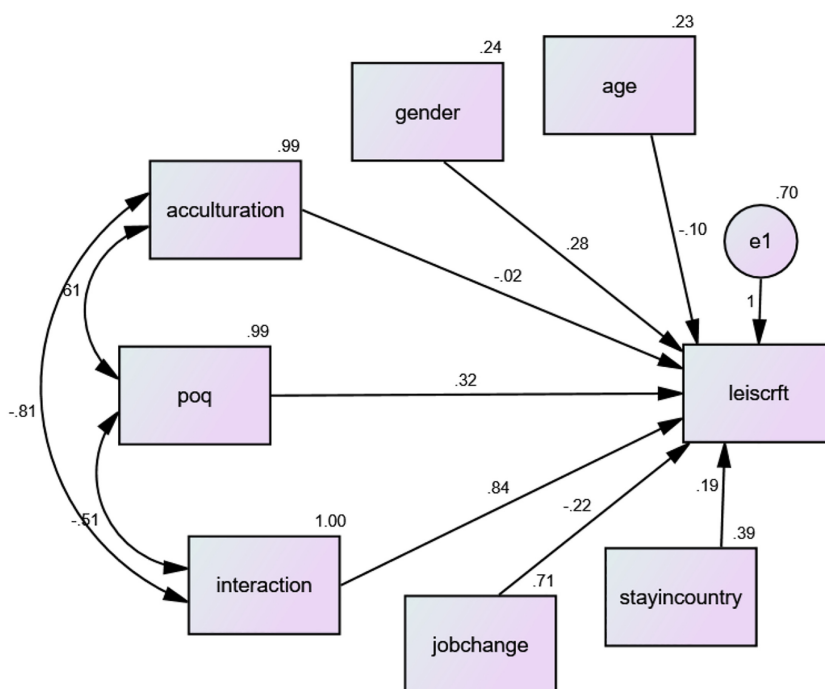 .23
.24
age
gender
.99
acculturation
.70
e1
-.10
.28
-.02
1
.61
.99
poq
.32
leiscrft
-.81
.84
.19
-.22
-.51
1.00
.39
interaction
stayincountry
.71
jobchange